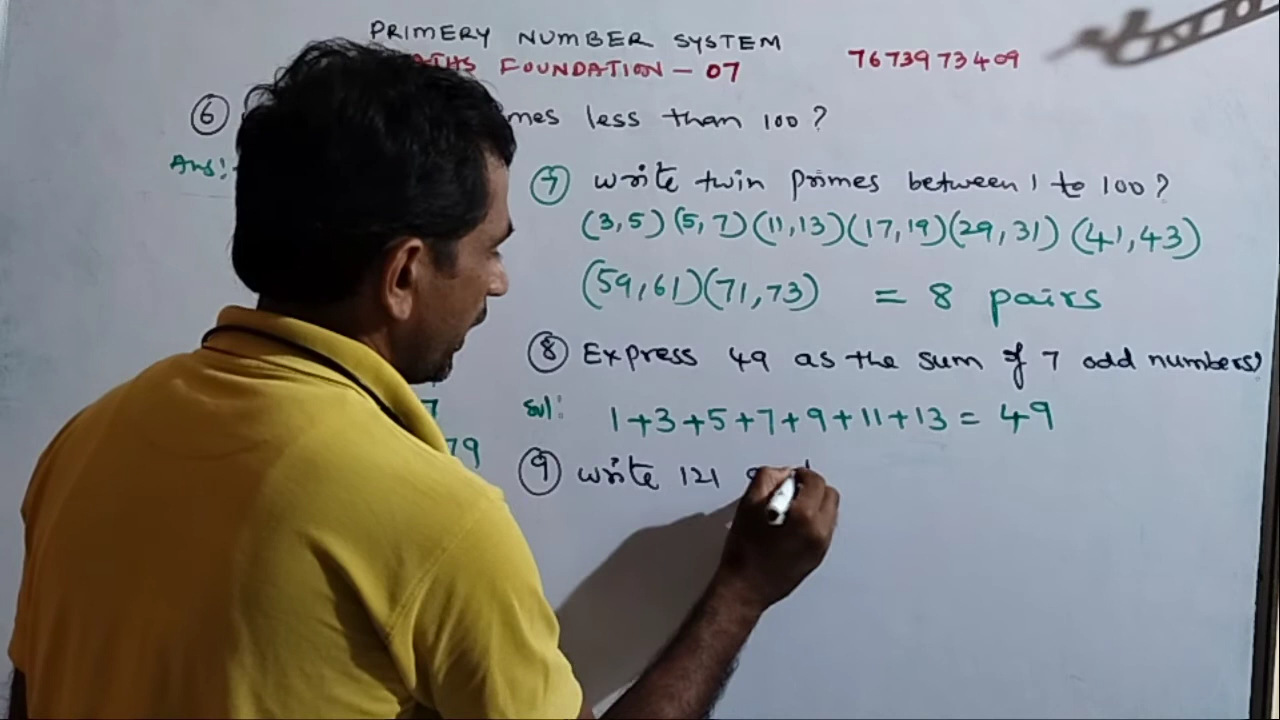 PRIMERY NUMBER SYSTEM
FOUNDATION - 07 7673973409
⑥ less than 100?
Ans:-
⑦ write twin primes between 1 to 100?
(3,5) (5,7) (11,13) (17,19) (29,31) (41,43)
(59,61) (71,73) = 8 pairs
⑧ Express 49 as the sum of 7 odd numbers?
Sol: 1+3+5+7+9+11+13 = 49
79
⑨ write 121